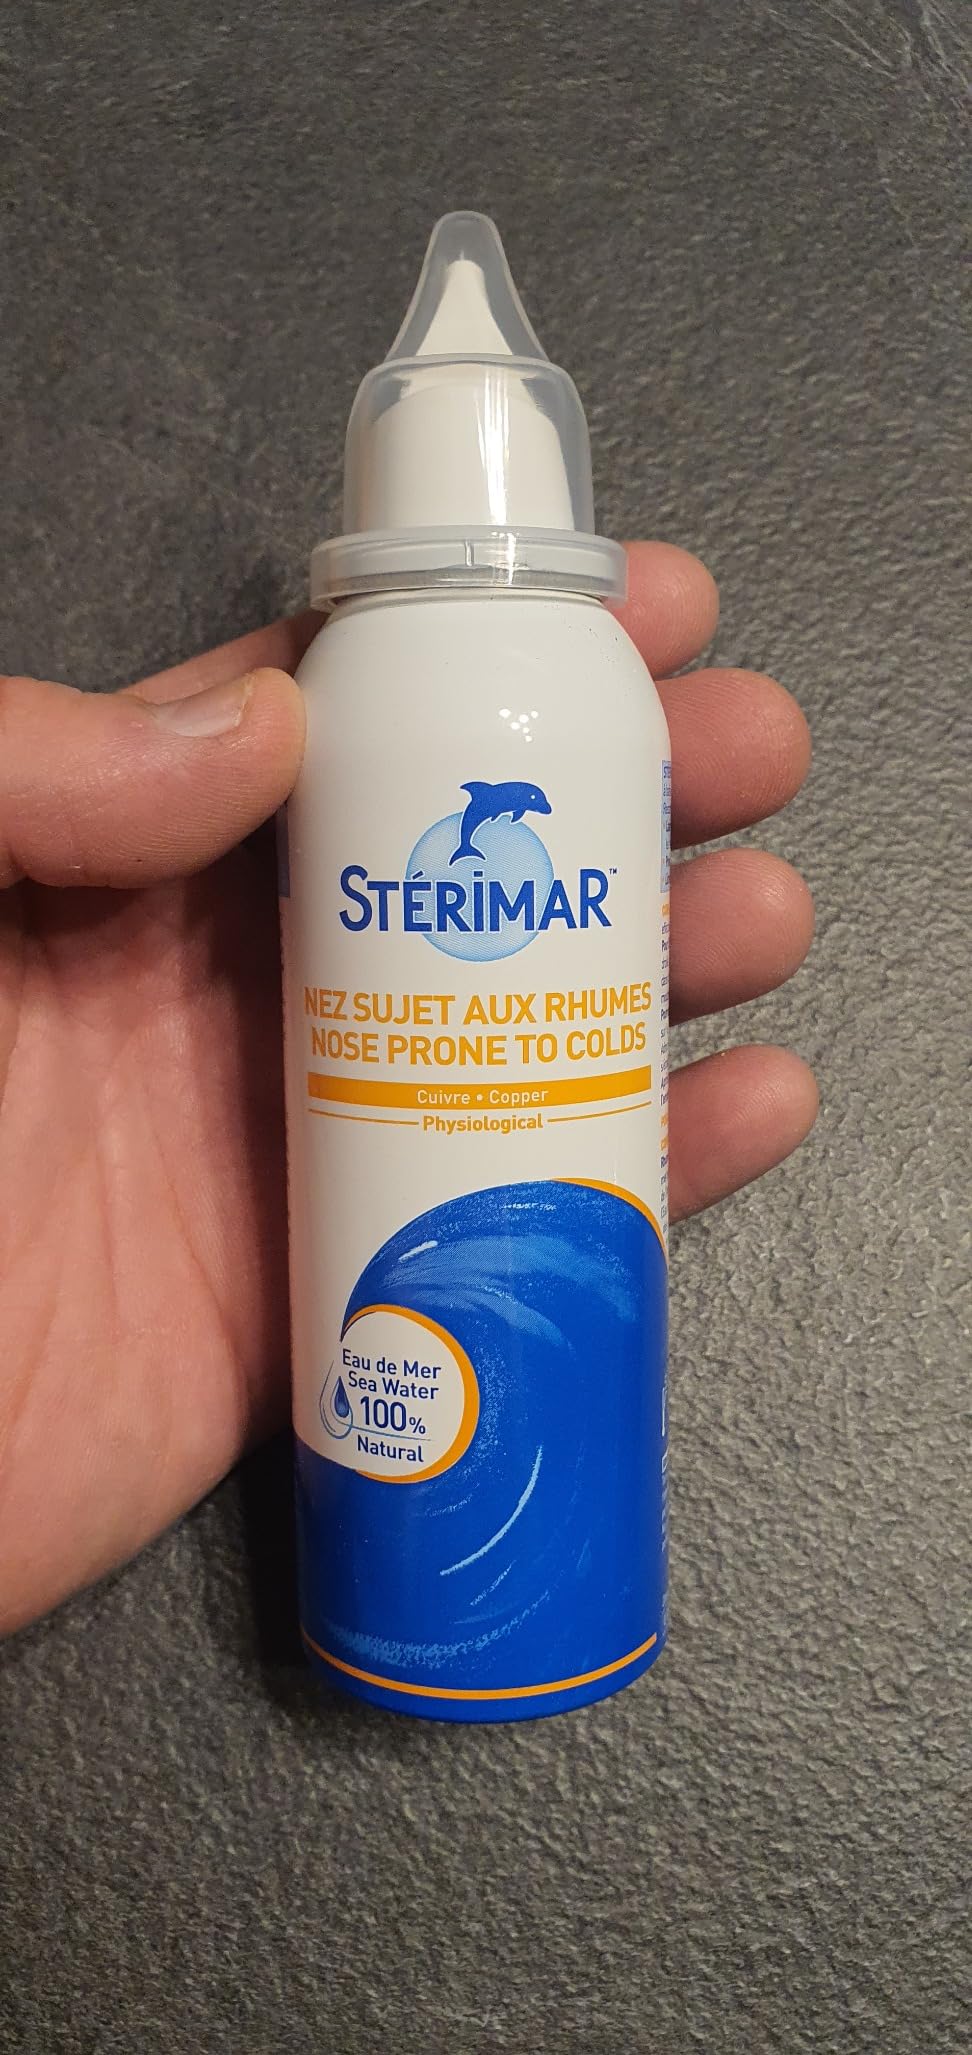 STÉRIMAR™
NEZ SUJET AUX RHUMES
NOSE PRONE TO COLDS
Cuivre • Copper
Physiological
Eau de Mer
Sea Water
100%
Natural